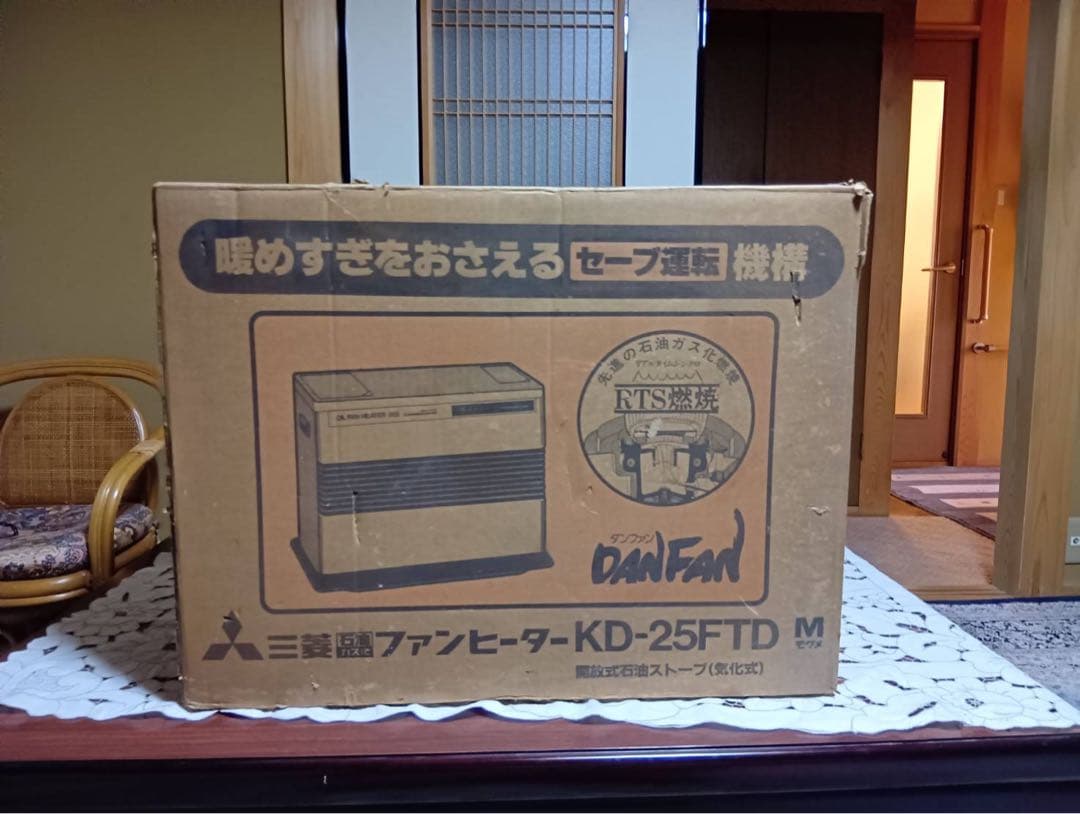 暖めすぎをおさえる セーブ運転 機構
先進の石油ガス化燃焼
RTS燃焼
ダンファン
DANFAN
三菱 石油ガス化 ファンヒーター KD-25FTD M
モクメ
開放式石油ストーブ(気化式)